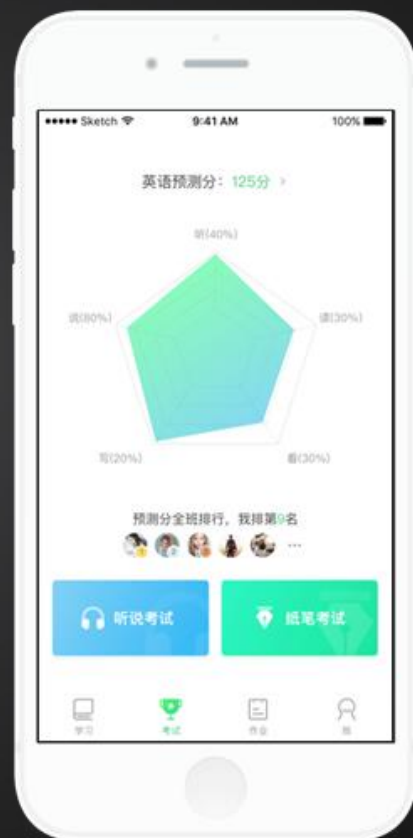 Sketch 9:41 AM 100%
英语预测分：125分
听(40%)
说(80%) 读(30%)
写(20%) 看(30%)
预测分全班排行，我排第9名
听说考试 纸笔考试
学习 考试 作业 我